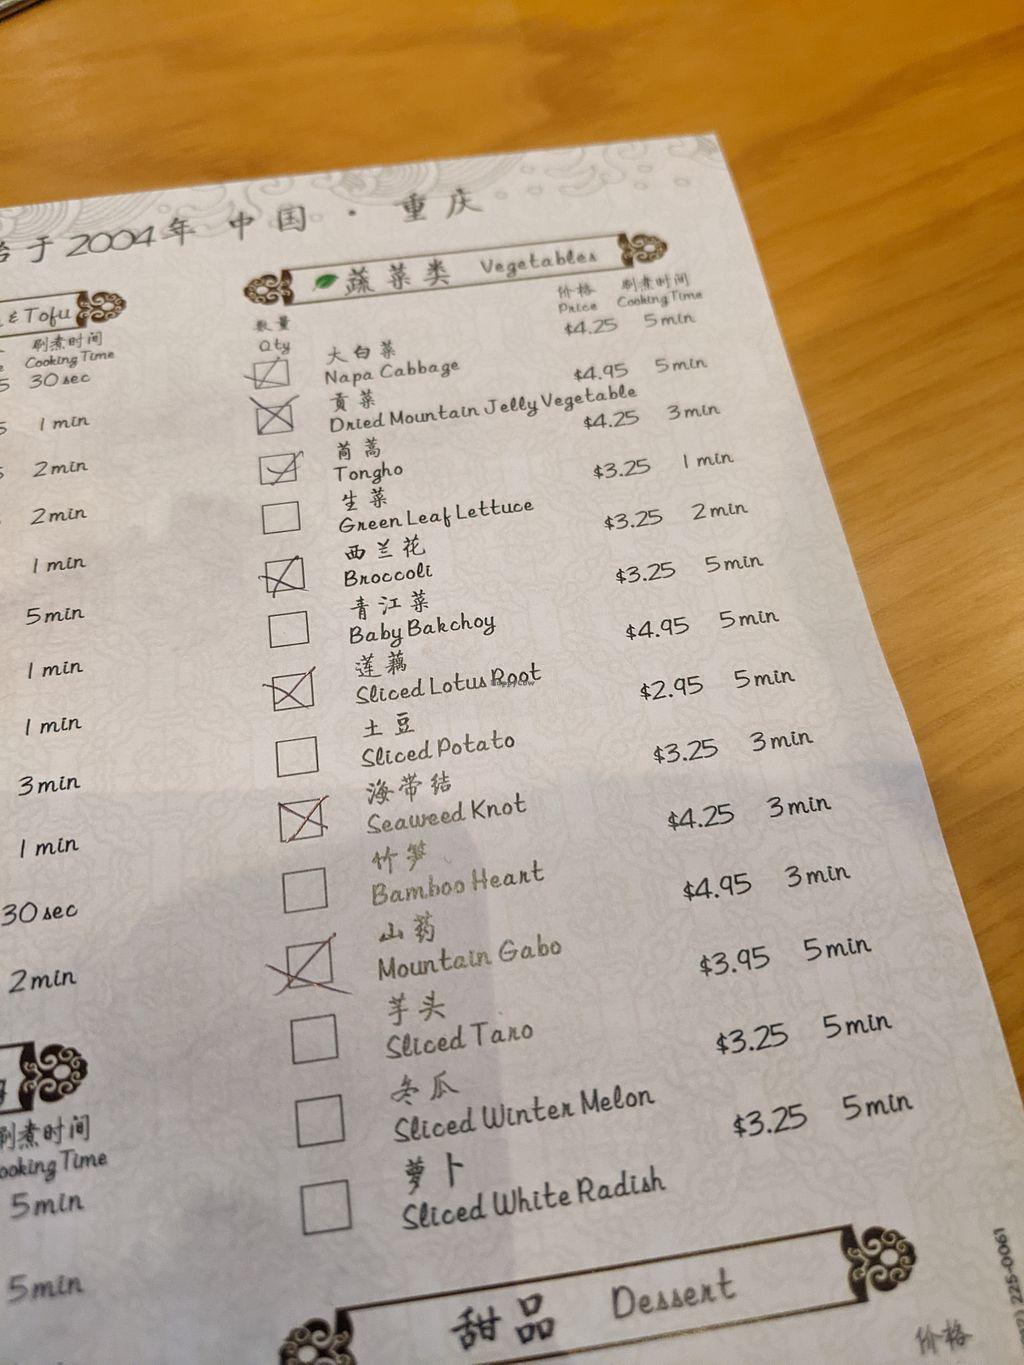 于2004年 中国 · 重庆
& Tofu
刷煮时间
Cooking Time
30 sec
1 min
2 min
2 min
1 min
5 min
1 min
1 min
3 min
1 min
30 sec
2 min
刷煮时间
Cooking Time
5 min
5 min
蔬菜类 Vegetables
数量
Qty
价格 刷煮时间
Price Cooking Time
大白菜
Napa Cabbage $4.25 5 min
贡菜
Dried Mountain Jelly Vegetable $4.95 5 min
茼蒿
Tongho $4.25 3 min
生菜
Green Leaf Lettuce $3.25 1 min
西兰花
Broccoli $3.25 2 min
青江菜
Baby Bakchoy $3.25 5 min
莲藕
Sliced Lotus Root $4.95 5 min
HappyCow
土豆
Sliced Potato $2.95 5 min
海带结
Seaweed Knot $3.25 3 min
竹笋
Bamboo Heart $4.25 3 min
山药
Mountain Gabo $4.95 3 min
芋头
Sliced Taro $3.95 5 min
冬瓜
Sliced Winter Melon $3.25 5 min
萝卜
Sliced White Radish $3.25 5 min
甜品 Dessert
价格
225-0061